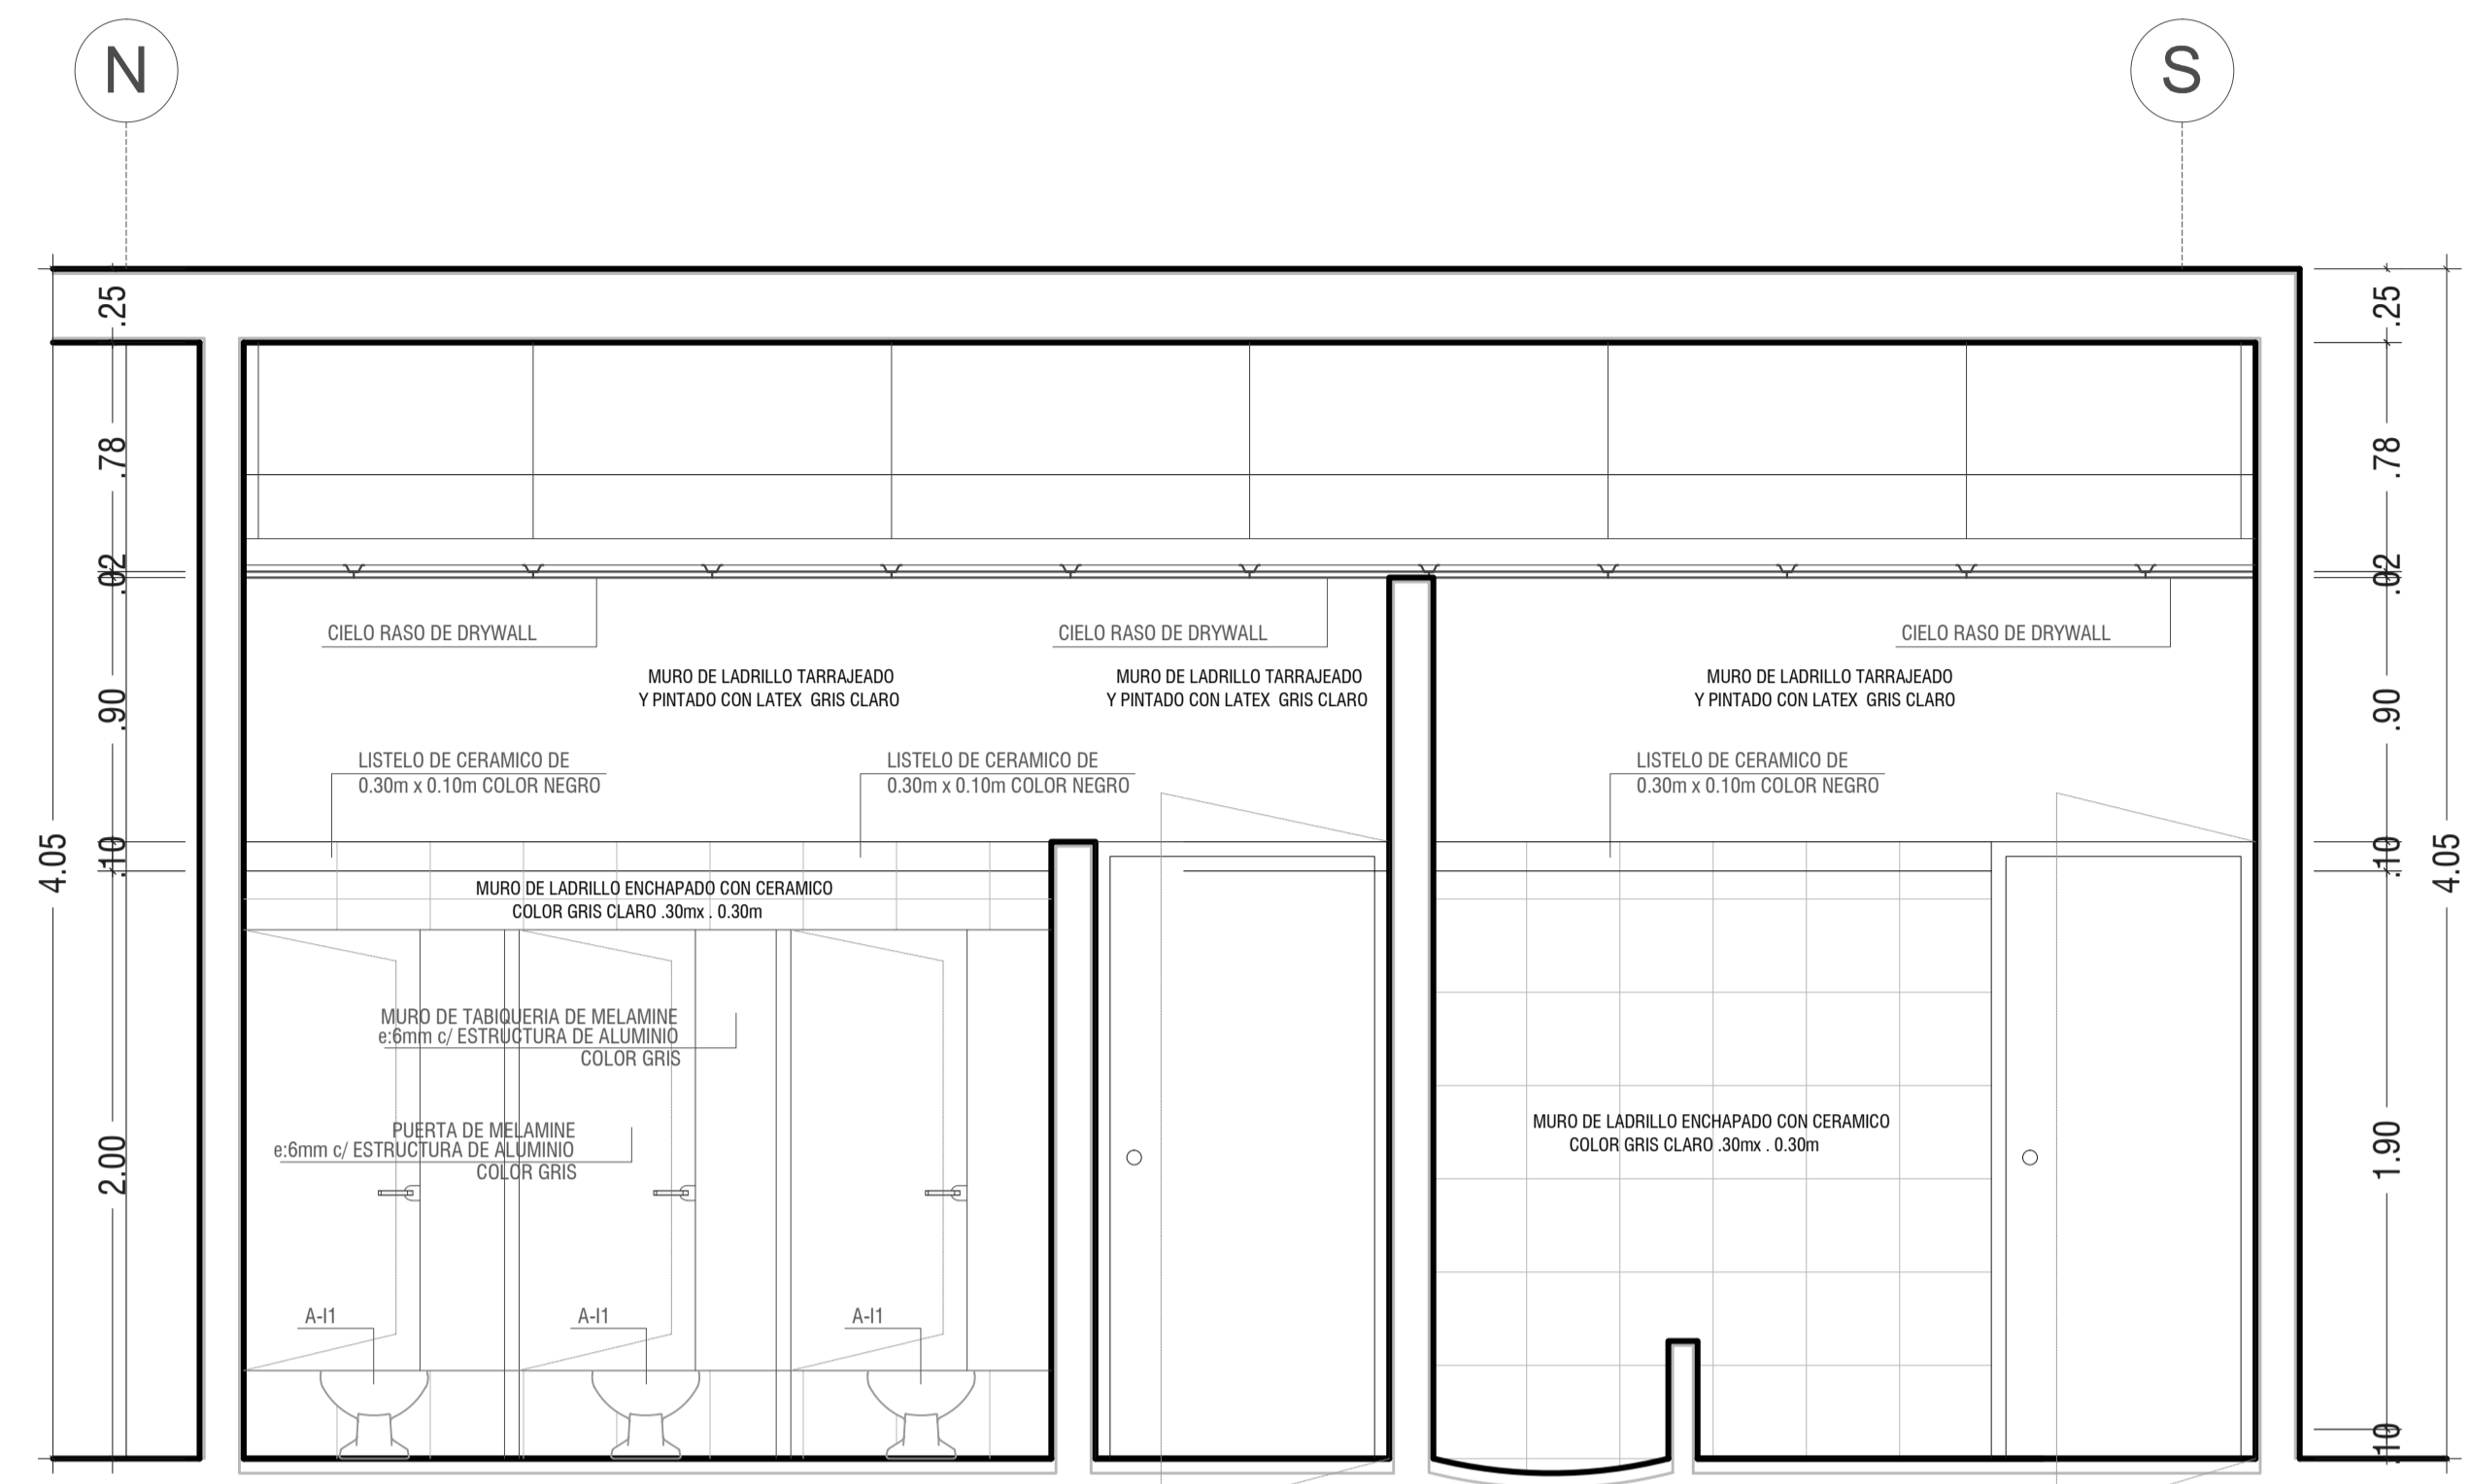 N
S
.25
.25
.78
.78
.02
.02
CIELO RASO DE DRYWALL
CIELO RASO DE DRYWALL
CIELO RASO DE DRYWALL
MURO DE LADRILLO TARRAJEADO
Y PINTADO CON LATEX GRIS CLARO
MURO DE LADRILLO TARRAJEADO
Y PINTADO CON LATEX GRIS CLARO
MURO DE LADRILLO TARRAJEADO
Y PINTADO CON LATEX GRIS CLARO
.90
.90
LISTELO DE CERAMICO DE
0.30m x 0.10m COLOR NEGRO
LISTELO DE CERAMICO DE
0.30m x 0.10m COLOR NEGRO
LISTELO DE CERAMICO DE
0.30m x 0.10m COLOR NEGRO
4.05
.10
.10
4.05
MURO DE LADRILLO ENCHAPADO CON CERAMICO
COLOR GRIS CLARO .30mx . 0.30m
MURO DE TABIQUERIA DE MELAMINE
e:6mm c/ ESTRUCTURA DE ALUMINIO
COLOR GRIS
PUERTA DE MELAMINE
e:6mm c/ ESTRUCTURA DE ALUMINIO
COLOR GRIS
MURO DE LADRILLO ENCHAPADO CON CERAMICO
COLOR GRIS CLARO .30mx . 0.30m
2.00
1.90
A-I1
A-I1
A-I1
.10